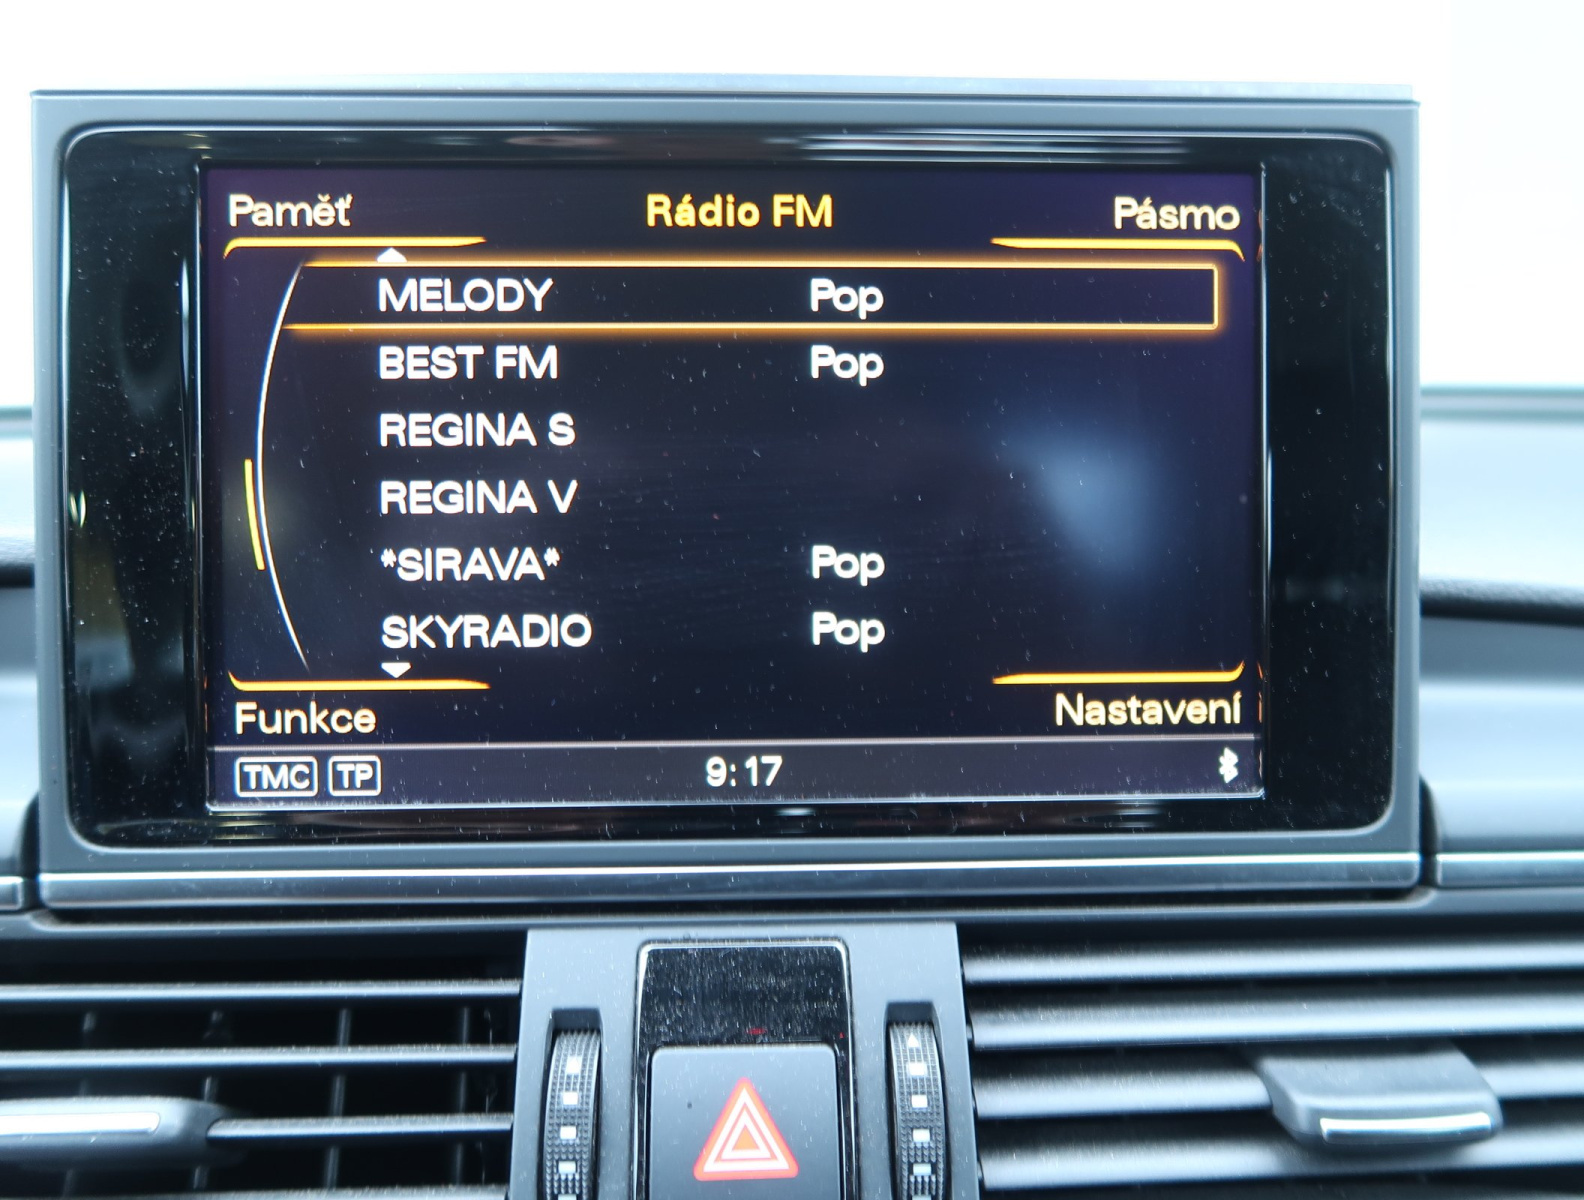 Paměť Rádio FM Pásmo
MELODY Pop
BEST FM Pop
REGINA S
REGINA V
*SIRAVA* Pop
SKYRADIO Pop
Funkce Nastavení
TMC TP 9:17